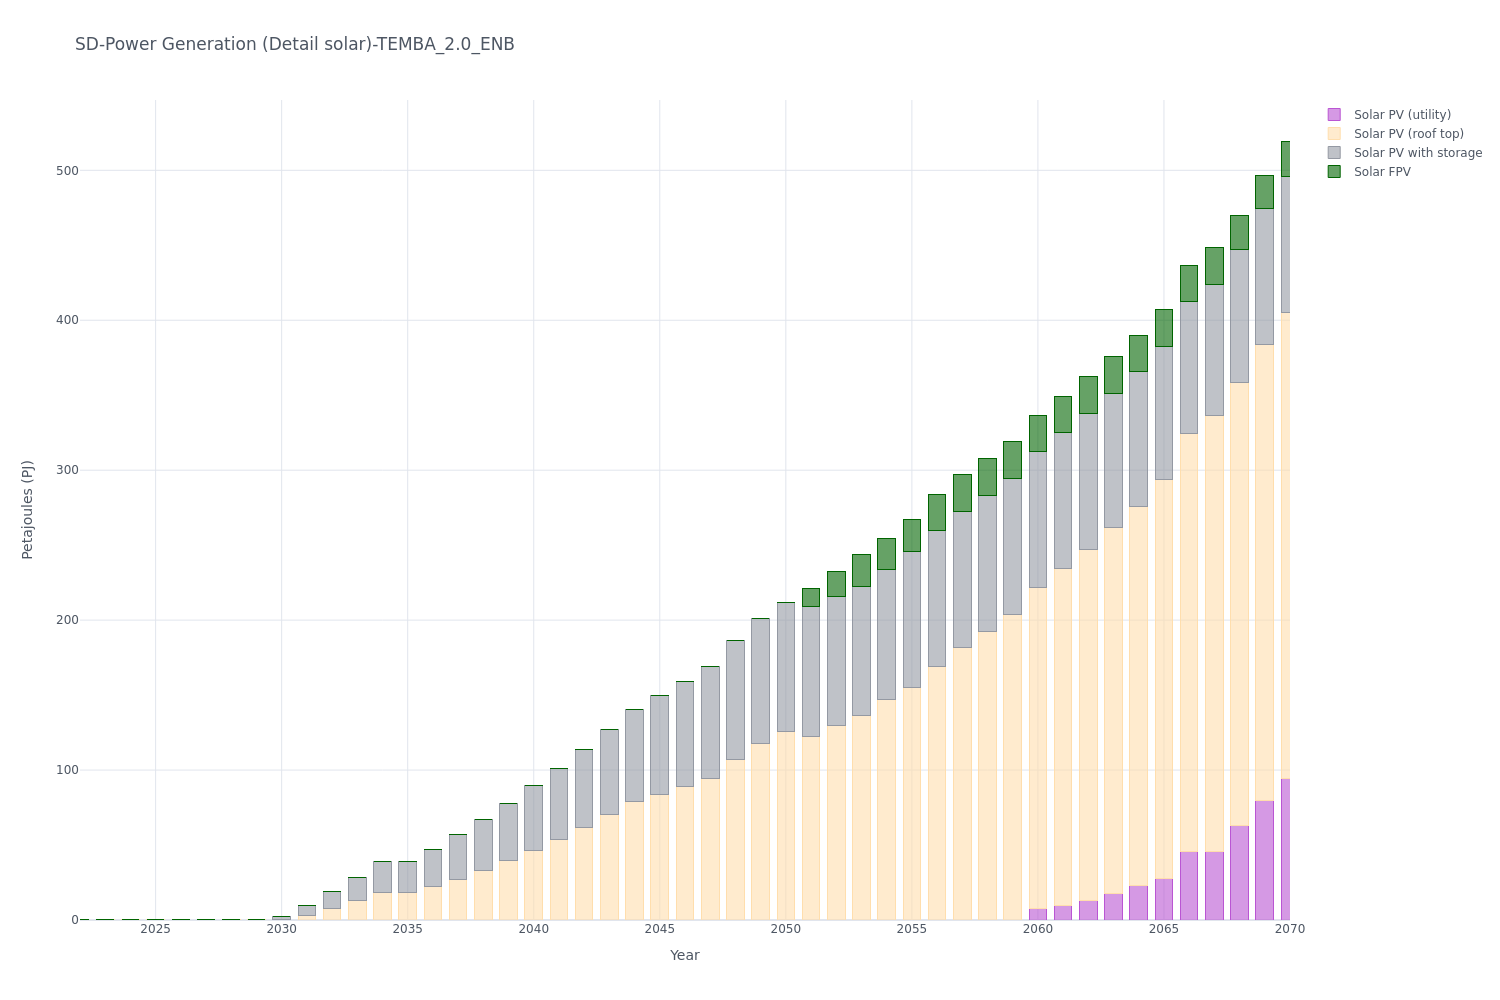 SD-Power Generation (Detail solar)-TEMBA_2.0_ENB
Solar PV (utility)
Solar PV (roof top)
Solar PV with storage
Solar FPV
500
400
300
200
100
0
Petajoules (PJ)
2025 2030 2035 2040 2045 2050 2055 2060 2065 2070
Year